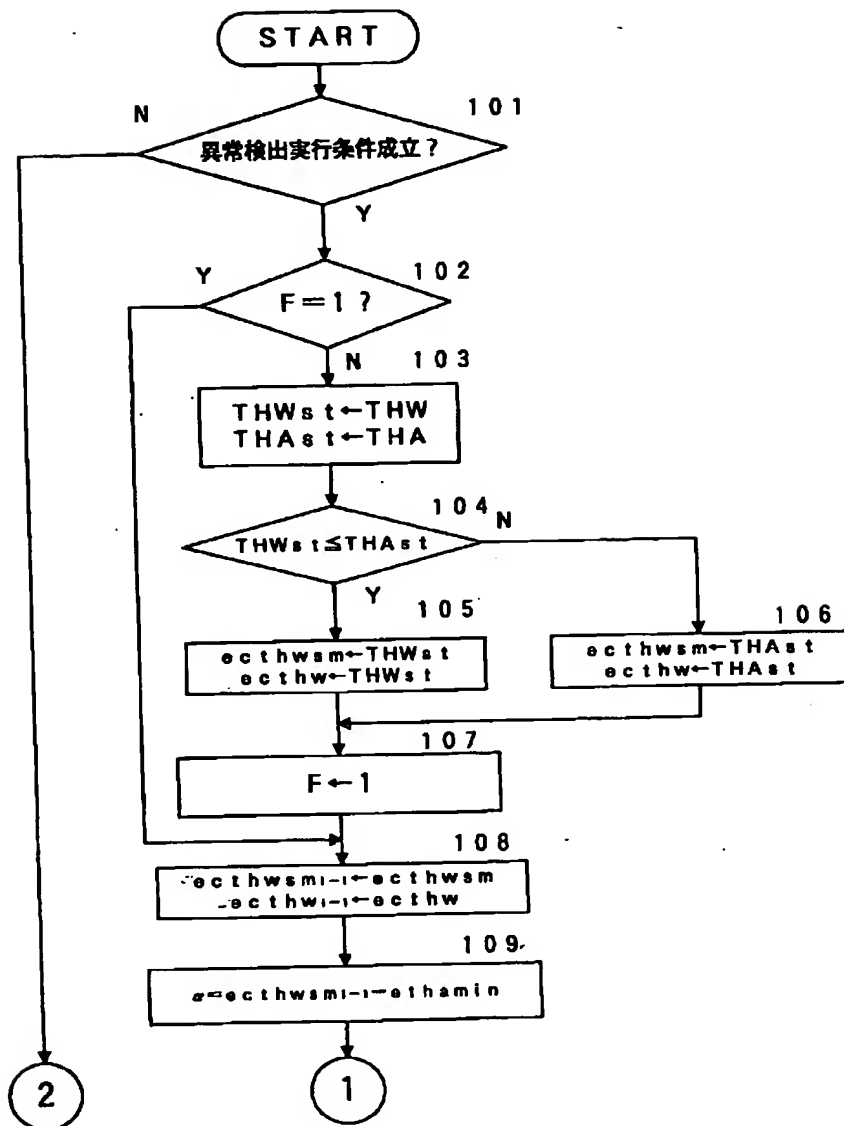 START
N
101
異常検出実行条件成立?
Y
Y
102
F=1?
N
103
THWst←THW
THAst←THA
104
N
THWst≦THAst
Y
105
106
ecthwsm←THWst
ecthw←THWst
ecthwsm←THAst
ecthw←THAst
107
F←1
108
ecthwsmi-1←ecthwsm
ecthwi-1←ecthw
109
α=ecthwsmi-1−ethamin
2
1